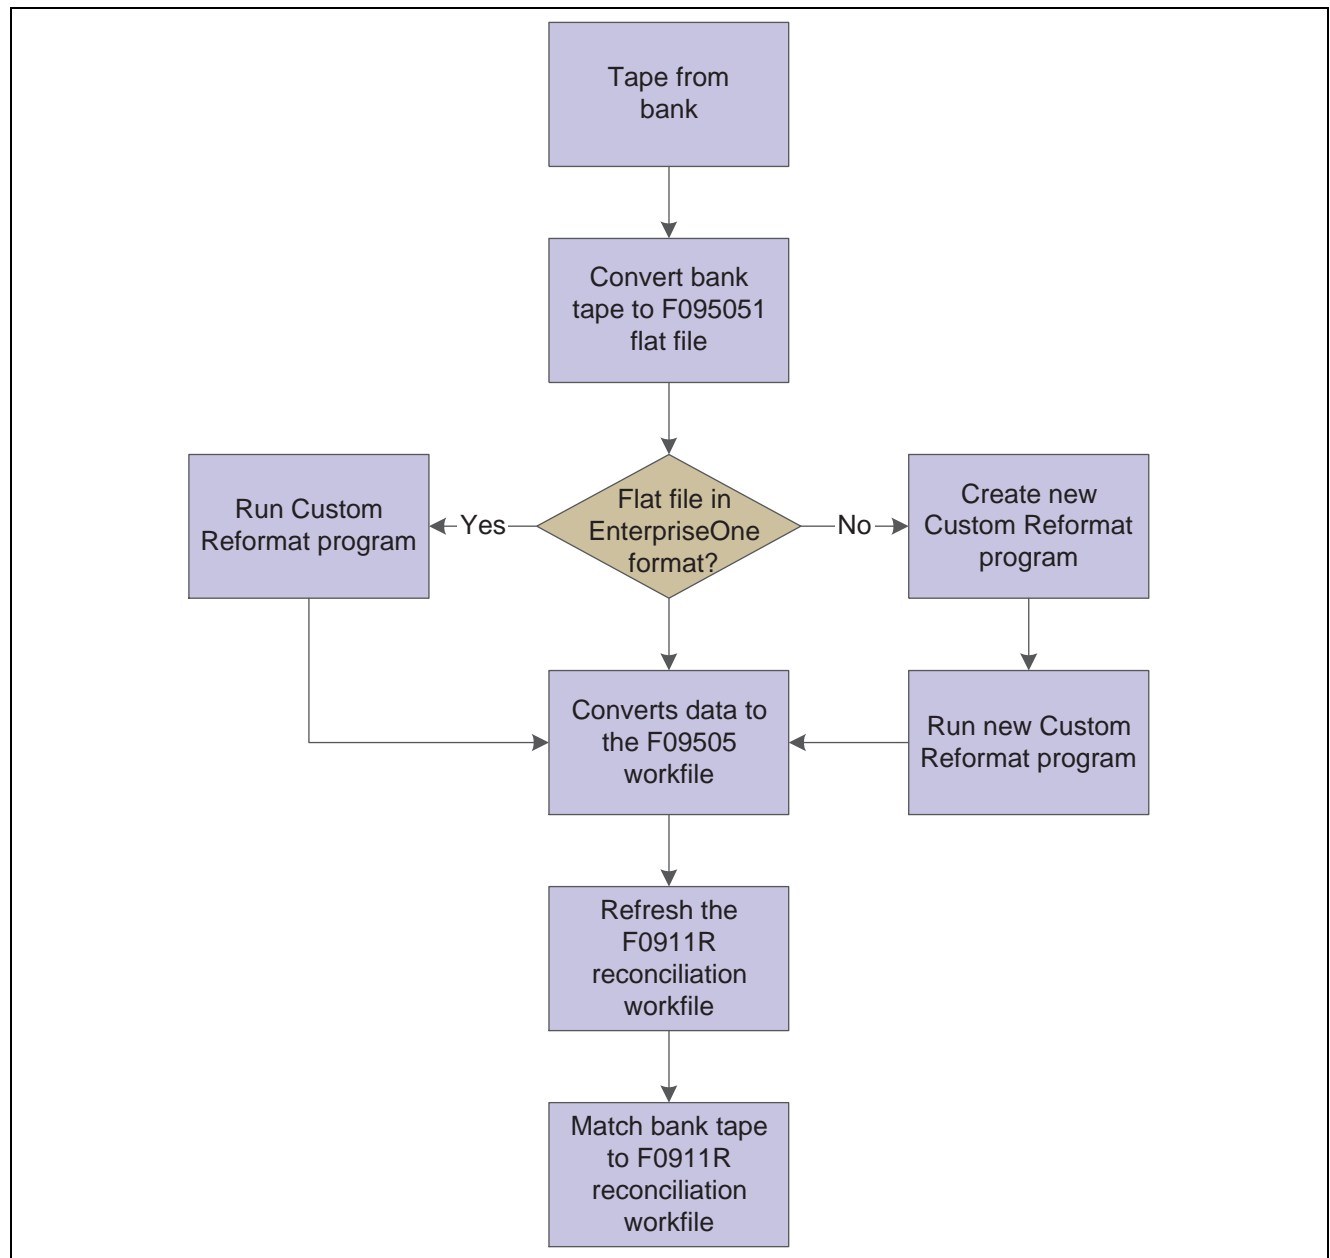 Tape from
bank
Convert bank
tape to F095051
flat file
Run Custom
Reformat program
Yes
Flat file in
EnterpriseOne
format?
No
Create new
Custom Reformat
program
Converts data to
the F09505
workfile
Run new Custom
Reformat program
Refresh the
F0911R
reconciliation
workfile
Match bank tape
to F0911R
reconciliation
workfile